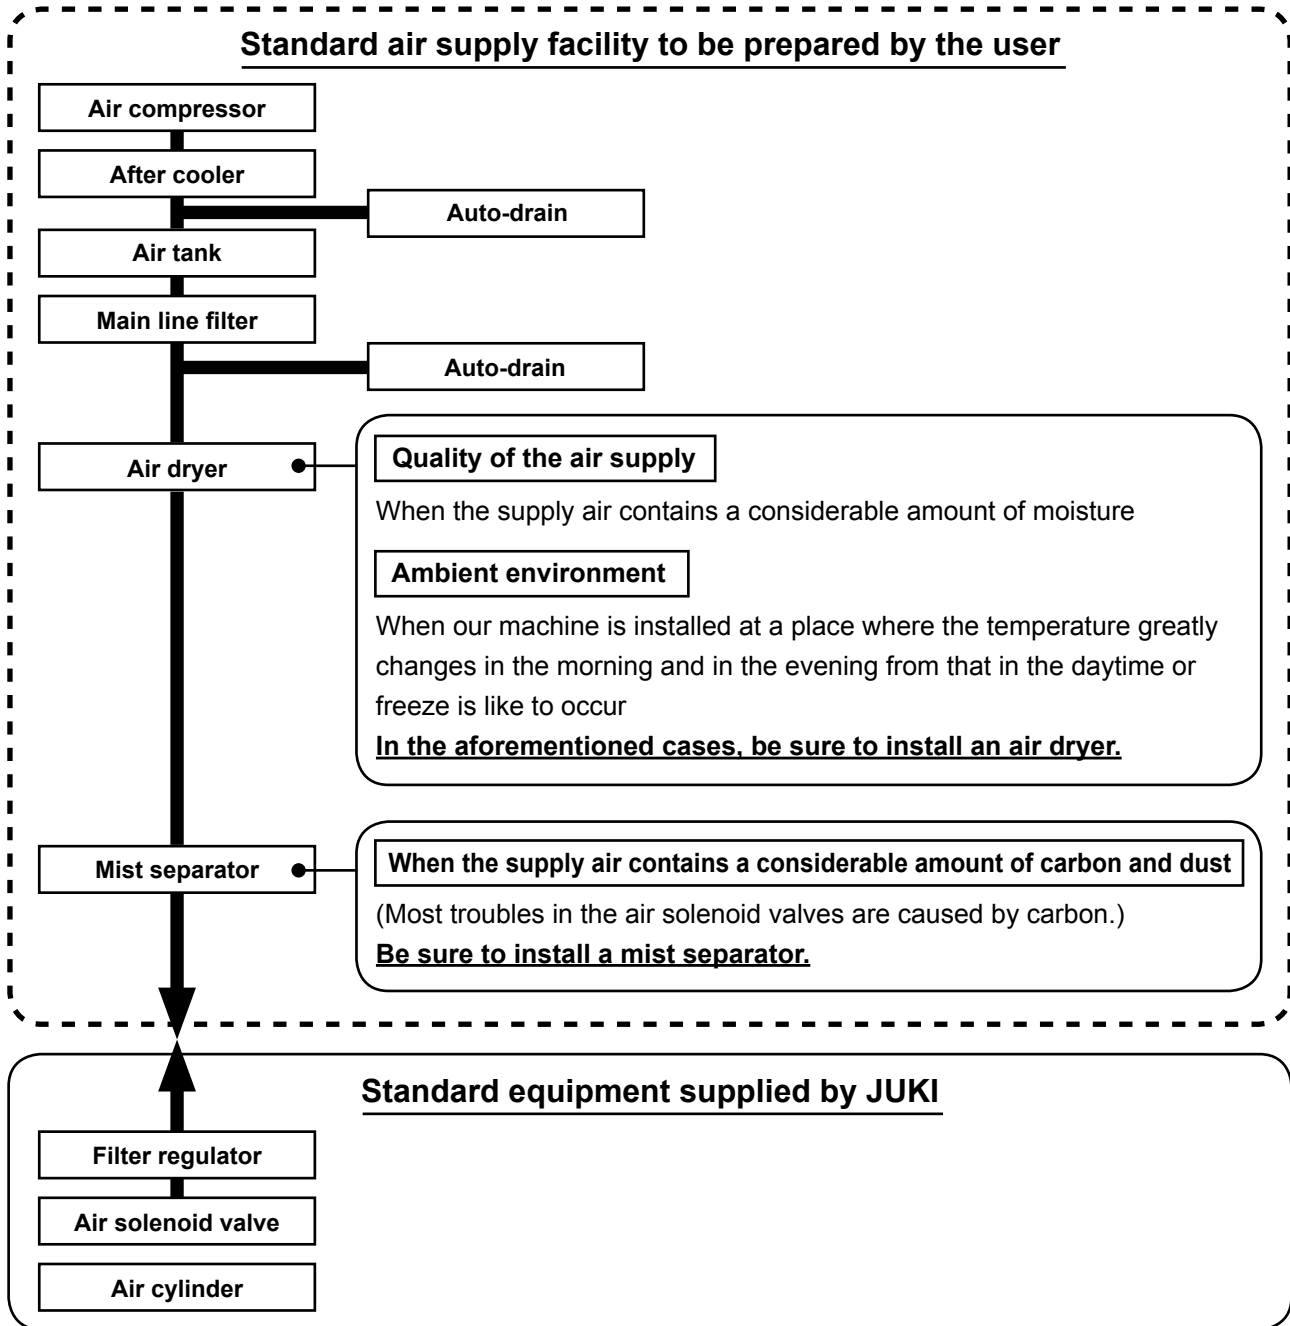 Standard air supply facility to be prepared by the user
Air compressor
After cooler
Auto-drain
Air tank
Main line filter
Auto-drain
Air dryer
Quality of the air supply
When the supply air contains a considerable amount of moisture
Ambient environment
When our machine is installed at a place where the temperature greatly
changes in the morning and in the evening from that in the daytime or
freeze is like to occur
In the aforementioned cases, be sure to install an air dryer.
Mist separator
When the supply air contains a considerable amount of carbon and dust
(Most troubles in the air solenoid valves are caused by carbon.)
Be sure to install a mist separator.
Standard equipment supplied by JUKI
Filter regulator
Air solenoid valve
Air cylinder